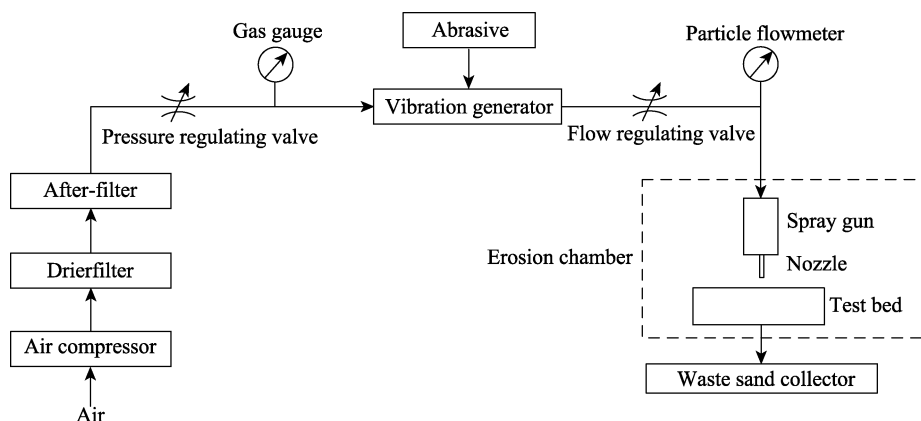 Gas gauge
Abrasive
Particle flowmeter
Vibration generator
Pressure regulating valve
Flow regulating valve
After-filter
Spray gun
Erosion chamber
Nozzle
Drierfilter
Test bed
Air compressor
Waste sand collector
Air